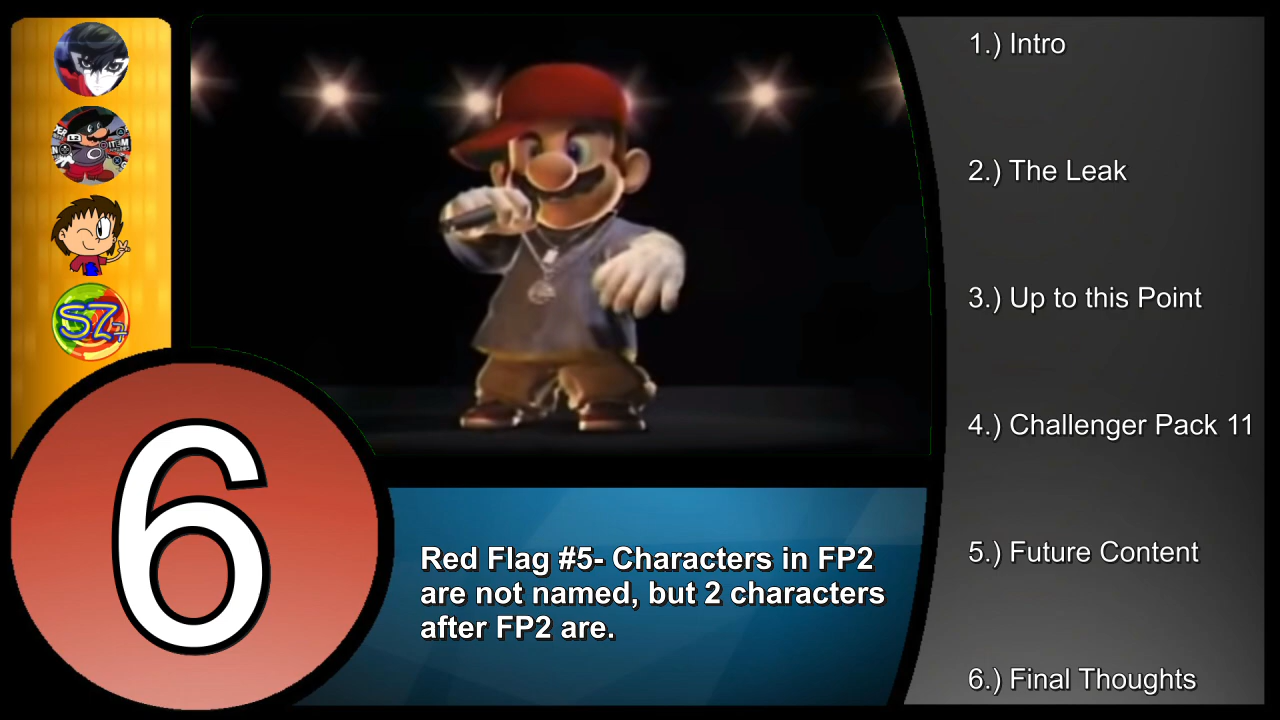 1.) Intro
2.) The Leak
3.) Up to this Point
4.) Challenger Pack 11
5.) Future Content
6.) Final Thoughts
SZ
6
Red Flag #5- Characters in FP2
are not named, but 2 characters
after FP2 are.